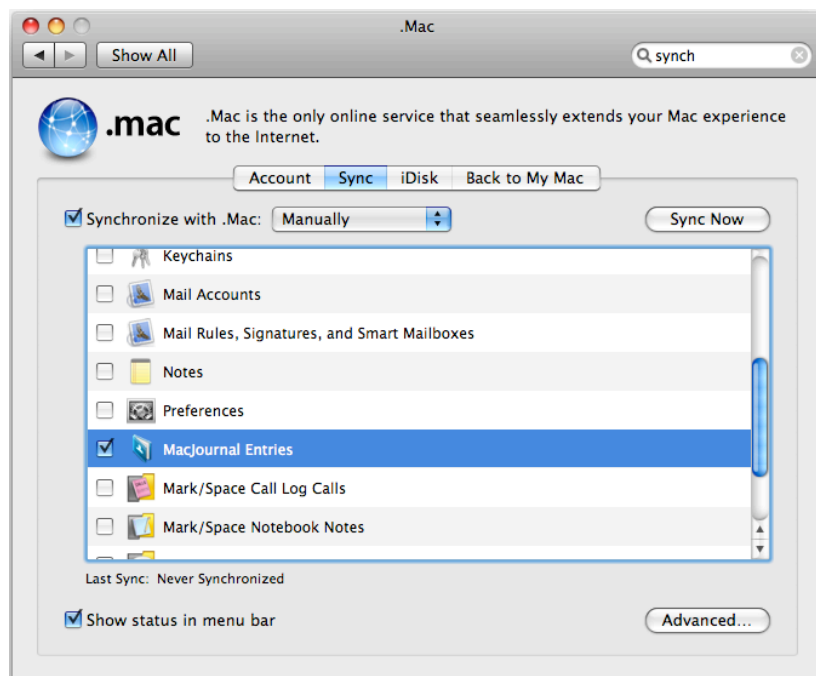 .Mac
Show All
synch
.mac
.Mac is the only online service that seamlessly extends your Mac experience
to the Internet.
Account Sync iDisk Back to My Mac
Synchronize with .Mac: Manually Sync Now
Keychains
Mail Accounts
Mail Rules, Signatures, and Smart Mailboxes
Notes
Preferences
MacJournal Entries
Mark/Space Call Log Calls
Mark/Space Notebook Notes
Last Sync: Never Synchronized
Show status in menu bar Advanced...